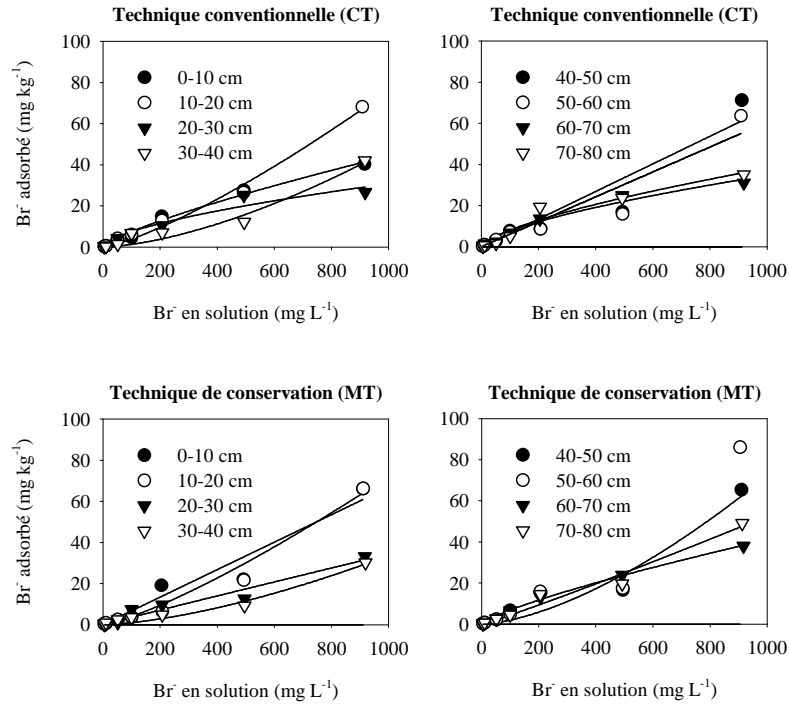 Technique conventionnelle (CT)
Technique conventionnelle (CT)
Br⁻ adsorbé (mg kg⁻¹)
100
80
60
40
20
0
0-10 cm
10-20 cm
20-30 cm
30-40 cm
0 200 400 600 800 1000
Br⁻ en solution (mg L⁻¹)
100
80
60
40
20
0
40-50 cm
50-60 cm
60-70 cm
70-80 cm
0 200 400 600 800 1000
Br⁻ en solution (mg L⁻¹)
Technique de conservation (MT)
Technique de conservation (MT)
Br⁻ adsorbé (mg kg⁻¹)
100
80
60
40
20
0
0-10 cm
10-20 cm
20-30 cm
30-40 cm
0 200 400 600 800 1000
Br⁻ en solution (mg L⁻¹)
100
80
60
40
20
0
40-50 cm
50-60 cm
60-70 cm
70-80 cm
0 200 400 600 800 1000
Br⁻ en solution (mg L⁻¹)